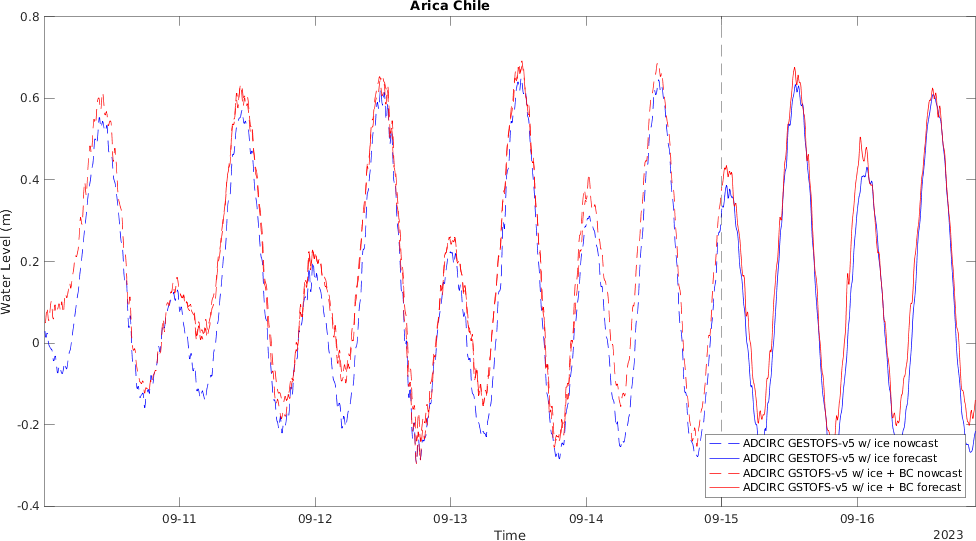 Arica Chile
0.8
0.6
0.4
0.2
0
-0.2
-0.4
Water Level (m)
09-11
09-12
09-13
09-14
09-15
09-16
Time
2023
ADCIRC GESTOFS-v5 w/ ice nowcast
ADCIRC GESTOFS-v5 w/ ice forecast
ADCIRC GSTOFS-v5 w/ ice + BC nowcast
ADCIRC GSTOFS-v5 w/ ice + BC forecast